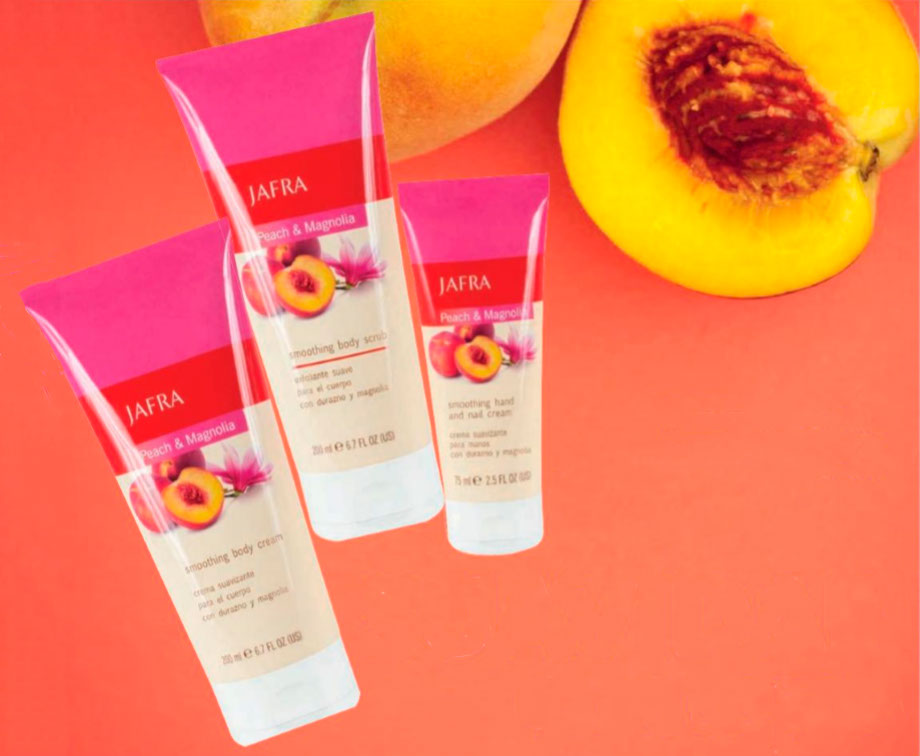 JAFRA
Peach & Magnolia
smoothing body cream
crema suavizante
para el cuerpo
con durazno y magnolia
200 ml e 6.7 FL OZ (US)
JAFRA
Peach & Magnolia
smoothing body scrub
exfoliante suave
para el cuerpo
con durazno y magnolia
200 ml e 6.7 FL OZ (US)
JAFRA
Peach & Magnolia
smoothing hand
and nail cream
crema suavizante
para manos
con durazno y magnolia
75 ml e 2.5 FL OZ (US)